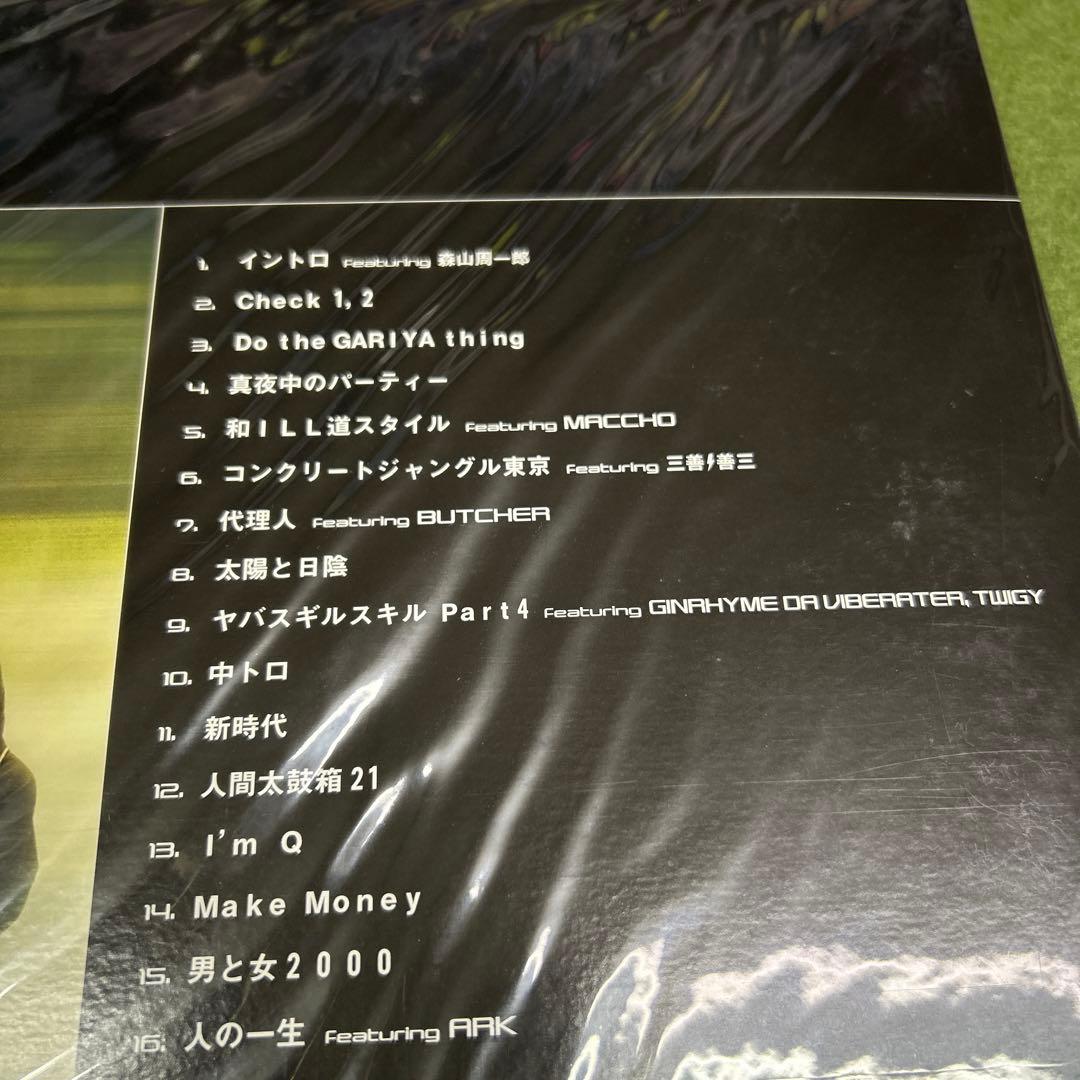 1. イントロ Featuring 森山周一郎
2. Check 1, 2
3. Do the GARIYA thing
4. 真夜中のパーティー
5. 和ILL道スタイル Featuring MACCHO
6. コンクリートジャングル東京 Featuring 三善/善三
7. 代理人 Featuring BUTCHER
8. 太陽と日陰
9. ヤバスギルスキル Part4 Featuring GINRHYME DA VIBERATER, TWIGY
10. 中トロ
11. 新時代
12. 人間太鼓箱21
13. I'm Q
14. Make Money
15. 男と女2000
16. 人の一生 Featuring ARK